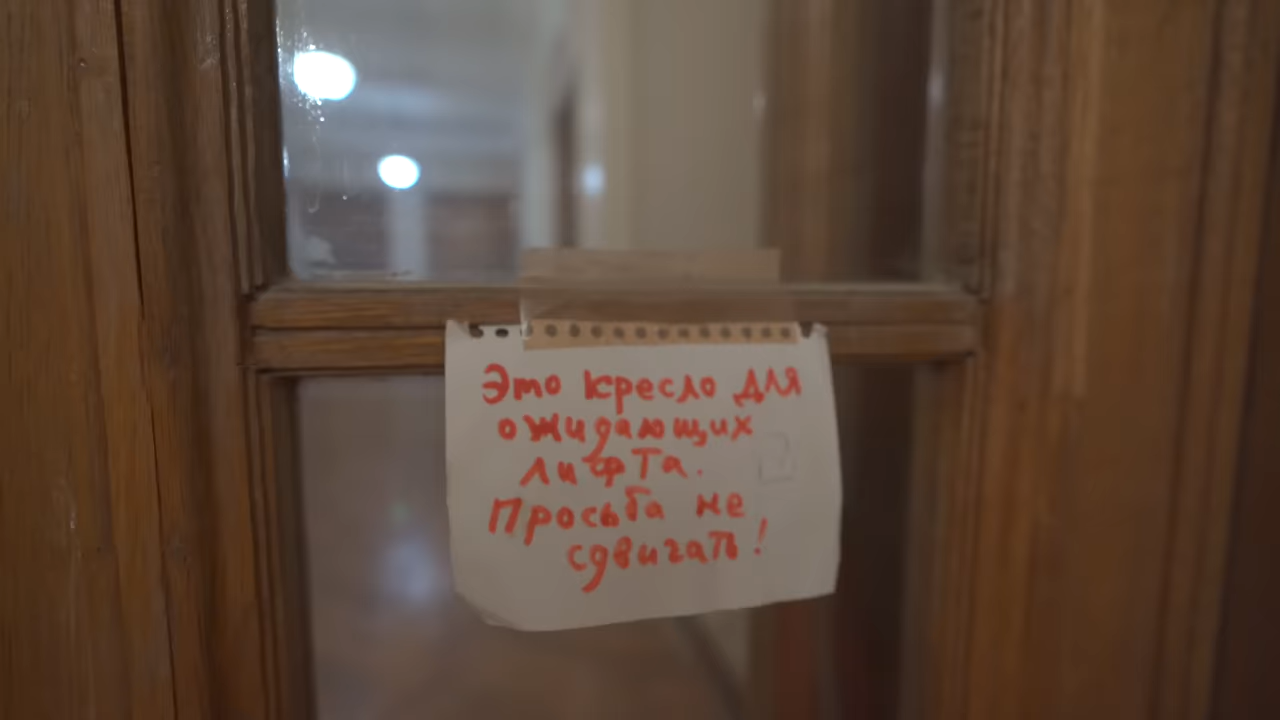 Это кресло для
ожидающих
лифта.
Просьба не
сдвигать!